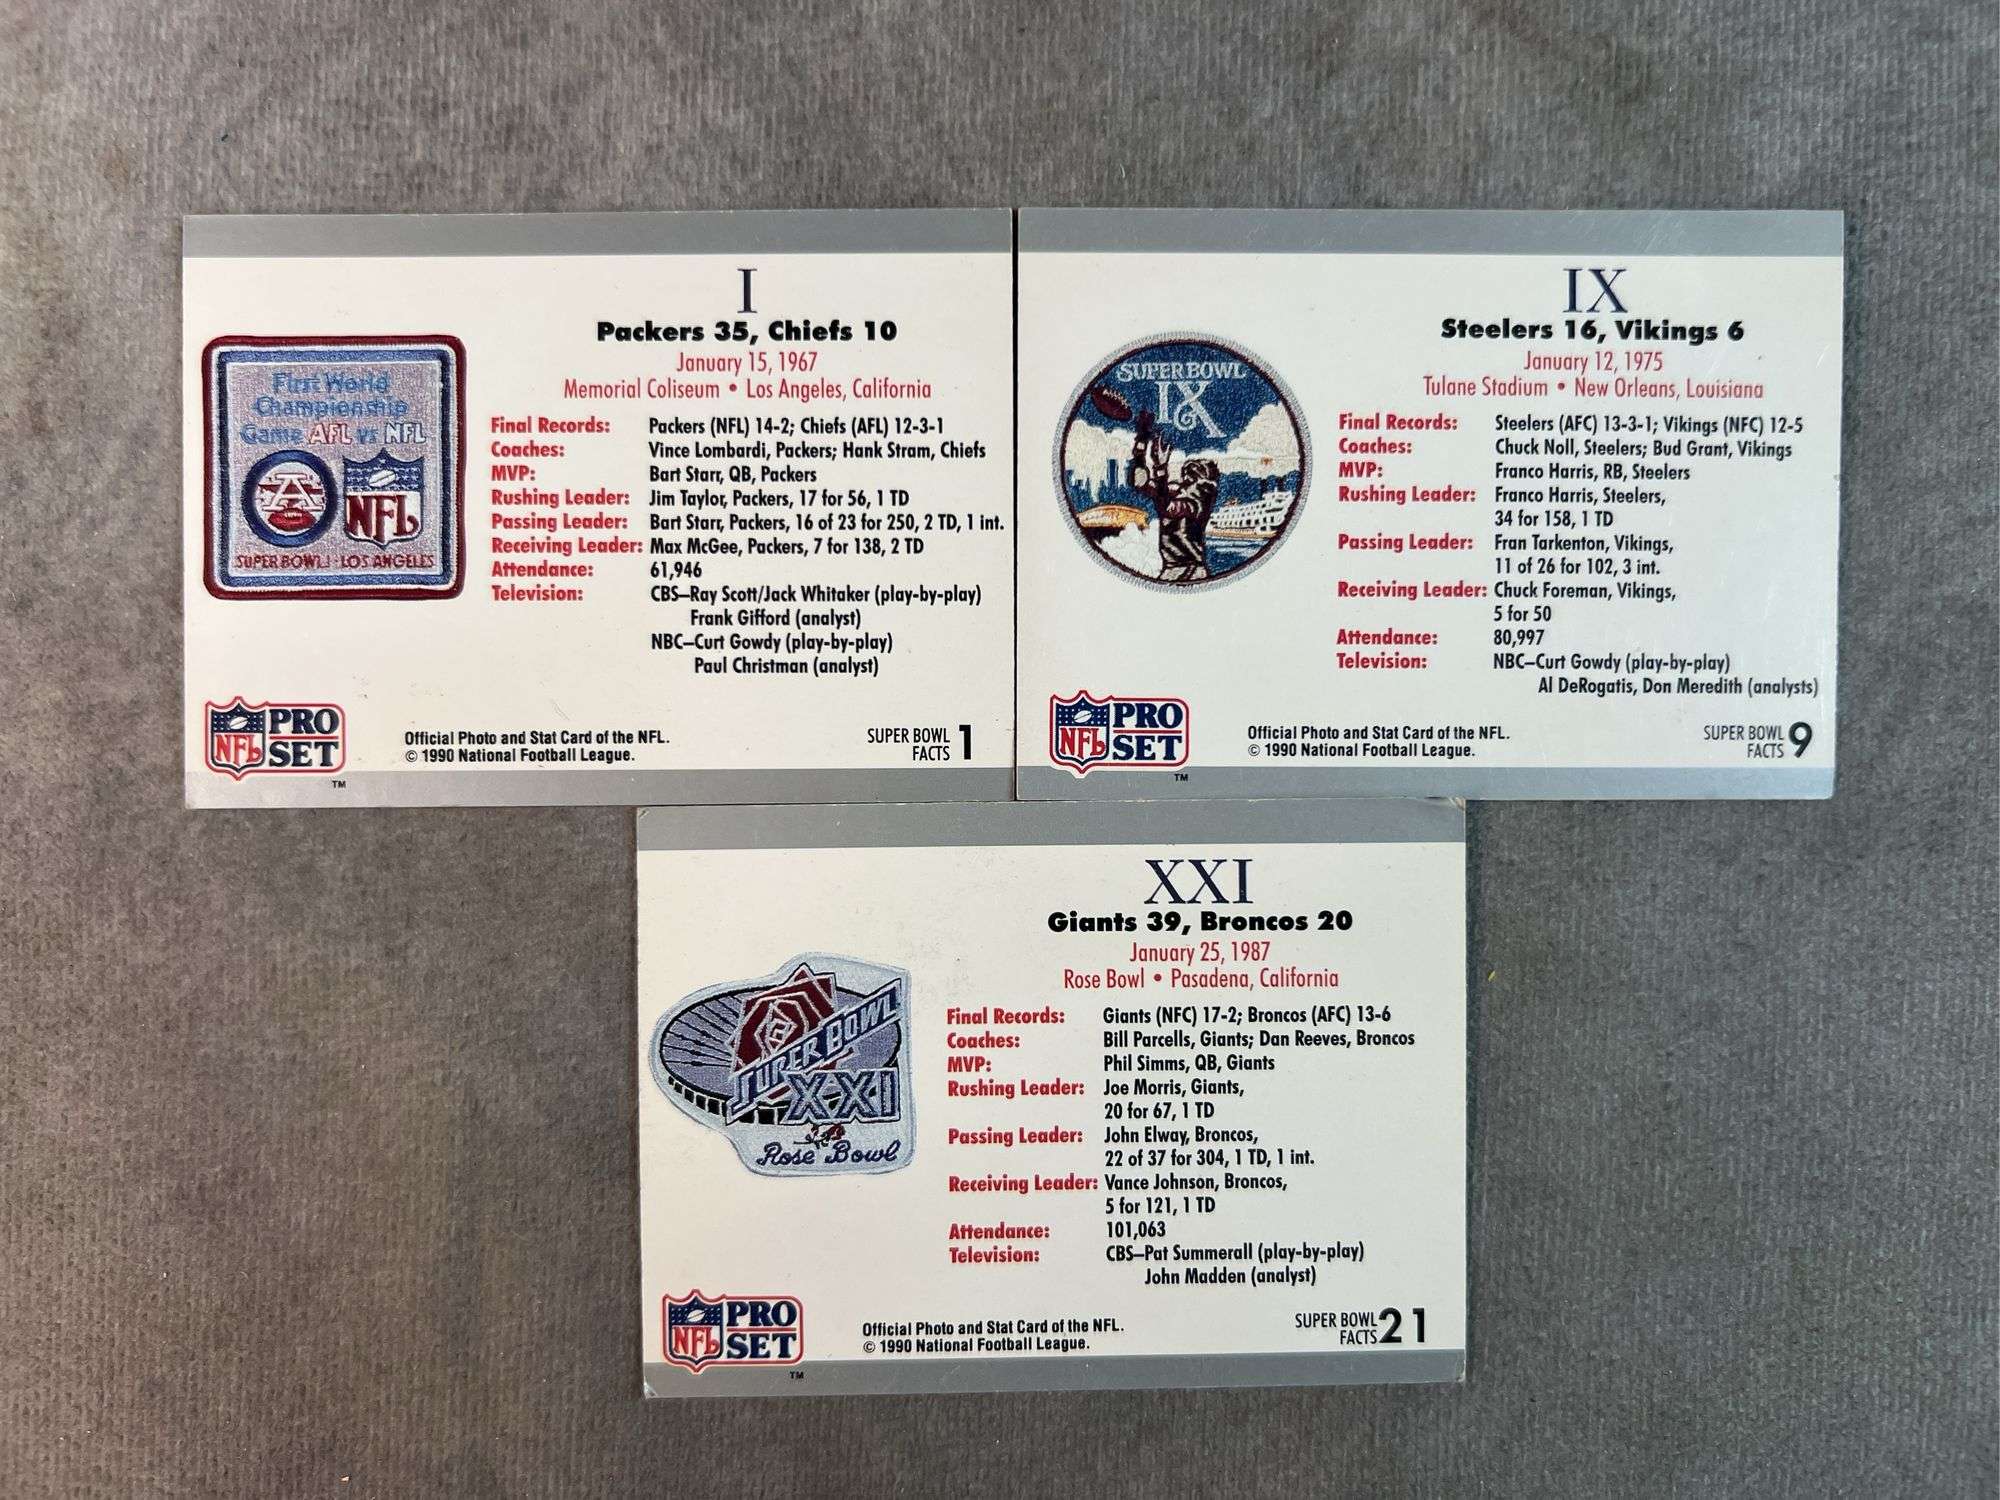 I
Packers 35, Chiefs 10
January 15, 1967
Memorial Coliseum • Los Angeles, California
First World
Championship
Game AFL vs NFL
A
NFL
SUPER BOWL I · LOS ANGELES
Final Records: Packers (NFL) 14-2; Chiefs (AFL) 12-3-1
Coaches: Vince Lombardi, Packers; Hank Stram, Chiefs
MVP: Bart Starr, QB, Packers
Rushing Leader: Jim Taylor, Packers, 17 for 56, 1 TD
Passing Leader: Bart Starr, Packers, 16 of 23 for 250, 2 TD, 1 int.
Receiving Leader: Max McGee, Packers, 7 for 138, 2 TD
Attendance: 61,946
Television: CBS–Ray Scott/Jack Whitaker (play-by-play)
Frank Gifford (analyst)
NBC–Curt Gowdy (play-by-play)
Paul Christman (analyst)
NFL PRO SET TM
Official Photo and Stat Card of the NFL.
© 1990 National Football League.
SUPER BOWL FACTS 1
IX
Steelers 16, Vikings 6
January 12, 1975
Tulane Stadium • New Orleans, Louisiana
SUPER BOWL
IX
Final Records: Steelers (AFC) 13-3-1; Vikings (NFC) 12-5
Coaches: Chuck Noll, Steelers; Bud Grant, Vikings
MVP: Franco Harris, RB, Steelers
Rushing Leader: Franco Harris, Steelers,
34 for 158, 1 TD
Passing Leader: Fran Tarkenton, Vikings,
11 of 26 for 102, 3 int.
Receiving Leader: Chuck Foreman, Vikings,
5 for 50
Attendance: 80,997
Television: NBC–Curt Gowdy (play-by-play)
Al DeRogatis, Don Meredith (analysts)
NFL PRO SET TM
Official Photo and Stat Card of the NFL.
© 1990 National Football League.
SUPER BOWL FACTS 9
XXI
Giants 39, Broncos 20
January 25, 1987
Rose Bowl • Pasadena, California
SUPER BOWL
XXI
Rose Bowl
Final Records: Giants (NFC) 17-2; Broncos (AFC) 13-6
Coaches: Bill Parcells, Giants; Dan Reeves, Broncos
MVP: Phil Simms, QB, Giants
Rushing Leader: Joe Morris, Giants,
20 for 67, 1 TD
Passing Leader: John Elway, Broncos,
22 of 37 for 304, 1 TD, 1 int.
Receiving Leader: Vance Johnson, Broncos,
5 for 121, 1 TD
Attendance: 101,063
Television: CBS–Pat Summerall (play-by-play)
John Madden (analyst)
NFL PRO SET TM
Official Photo and Stat Card of the NFL.
© 1990 National Football League.
SUPER BOWL FACTS 21